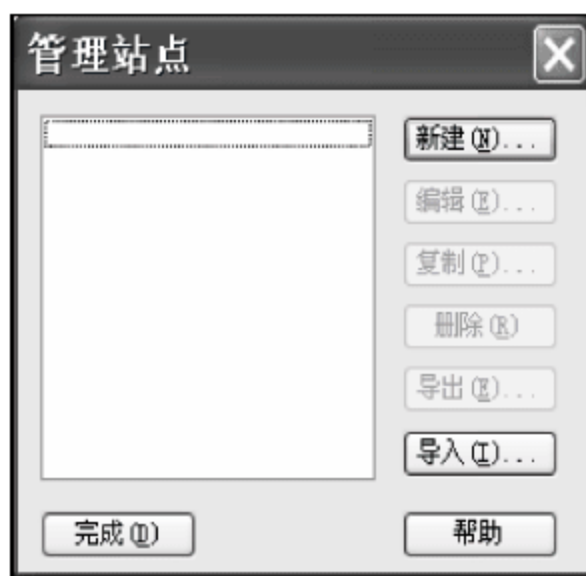 管理站点
新建(N)...
编辑(E)...
复制(P)...
删除(R)
导出(E)...
导入(I)...
完成(D)
帮助